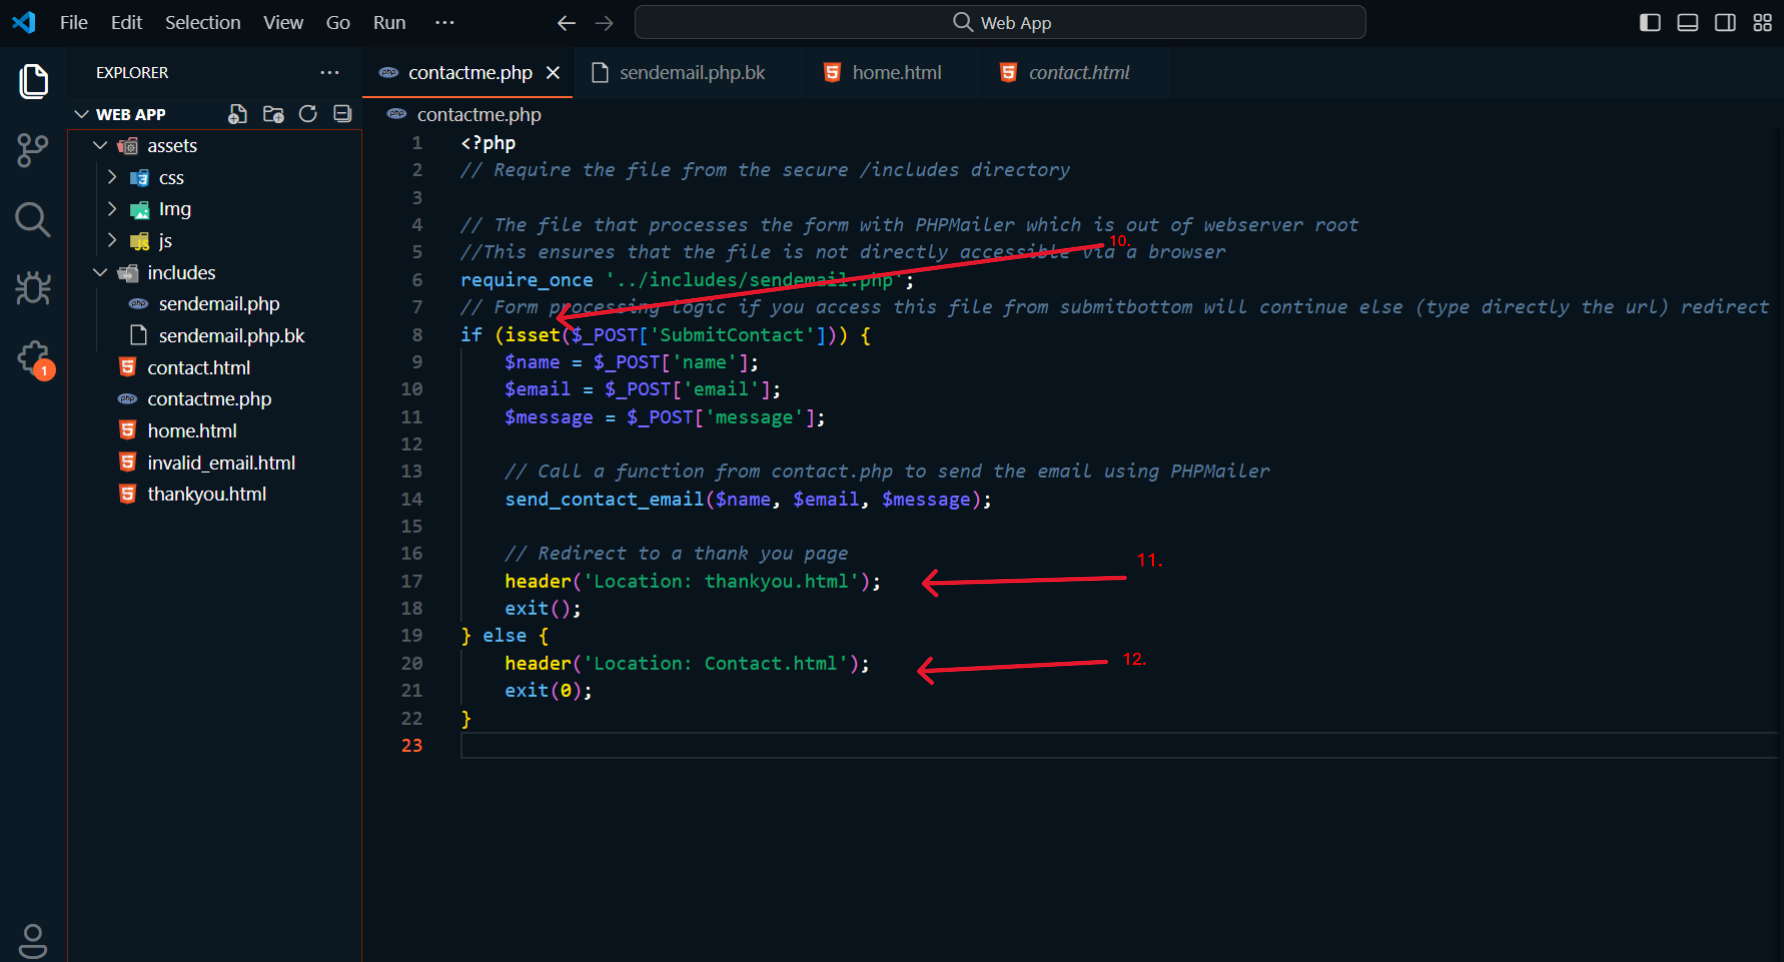 File Edit Selection View Go Run ··· Web App
EXPLORER ···
WEB APP
assets
css
Img
js
includes
sendemail.php
sendemail.php.bk
contact.html
contactme.php
home.html
invalid_email.html
thankyou.html
1
contactme.php sendemail.php.bk home.html contact.html
contactme.php
1 <?php
2 // Require the file from the secure /includes directory
3
4 // The file that processes the form with PHPMailer which is out of webserver root
5 //This ensures that the file is not directly accessible via a browser
10.
6 require_once '../includes/sendemail.php';
7 // Form processing logic if you access this file from submitbottom will continue else (type directly the url) redirect
8 if (isset($_POST['SubmitContact'])) {
9 $name = $_POST['name'];
10 $email = $_POST['email'];
11 $message = $_POST['message'];
12
13 // Call a function from contact.php to send the email using PHPMailer
14 send_contact_email($name, $email, $message);
15
16 // Redirect to a thank you page
11.
17 header('Location: thankyou.html');
18 exit();
19 } else {
20 header('Location: Contact.html');
12.
21 exit(0);
22 }
23